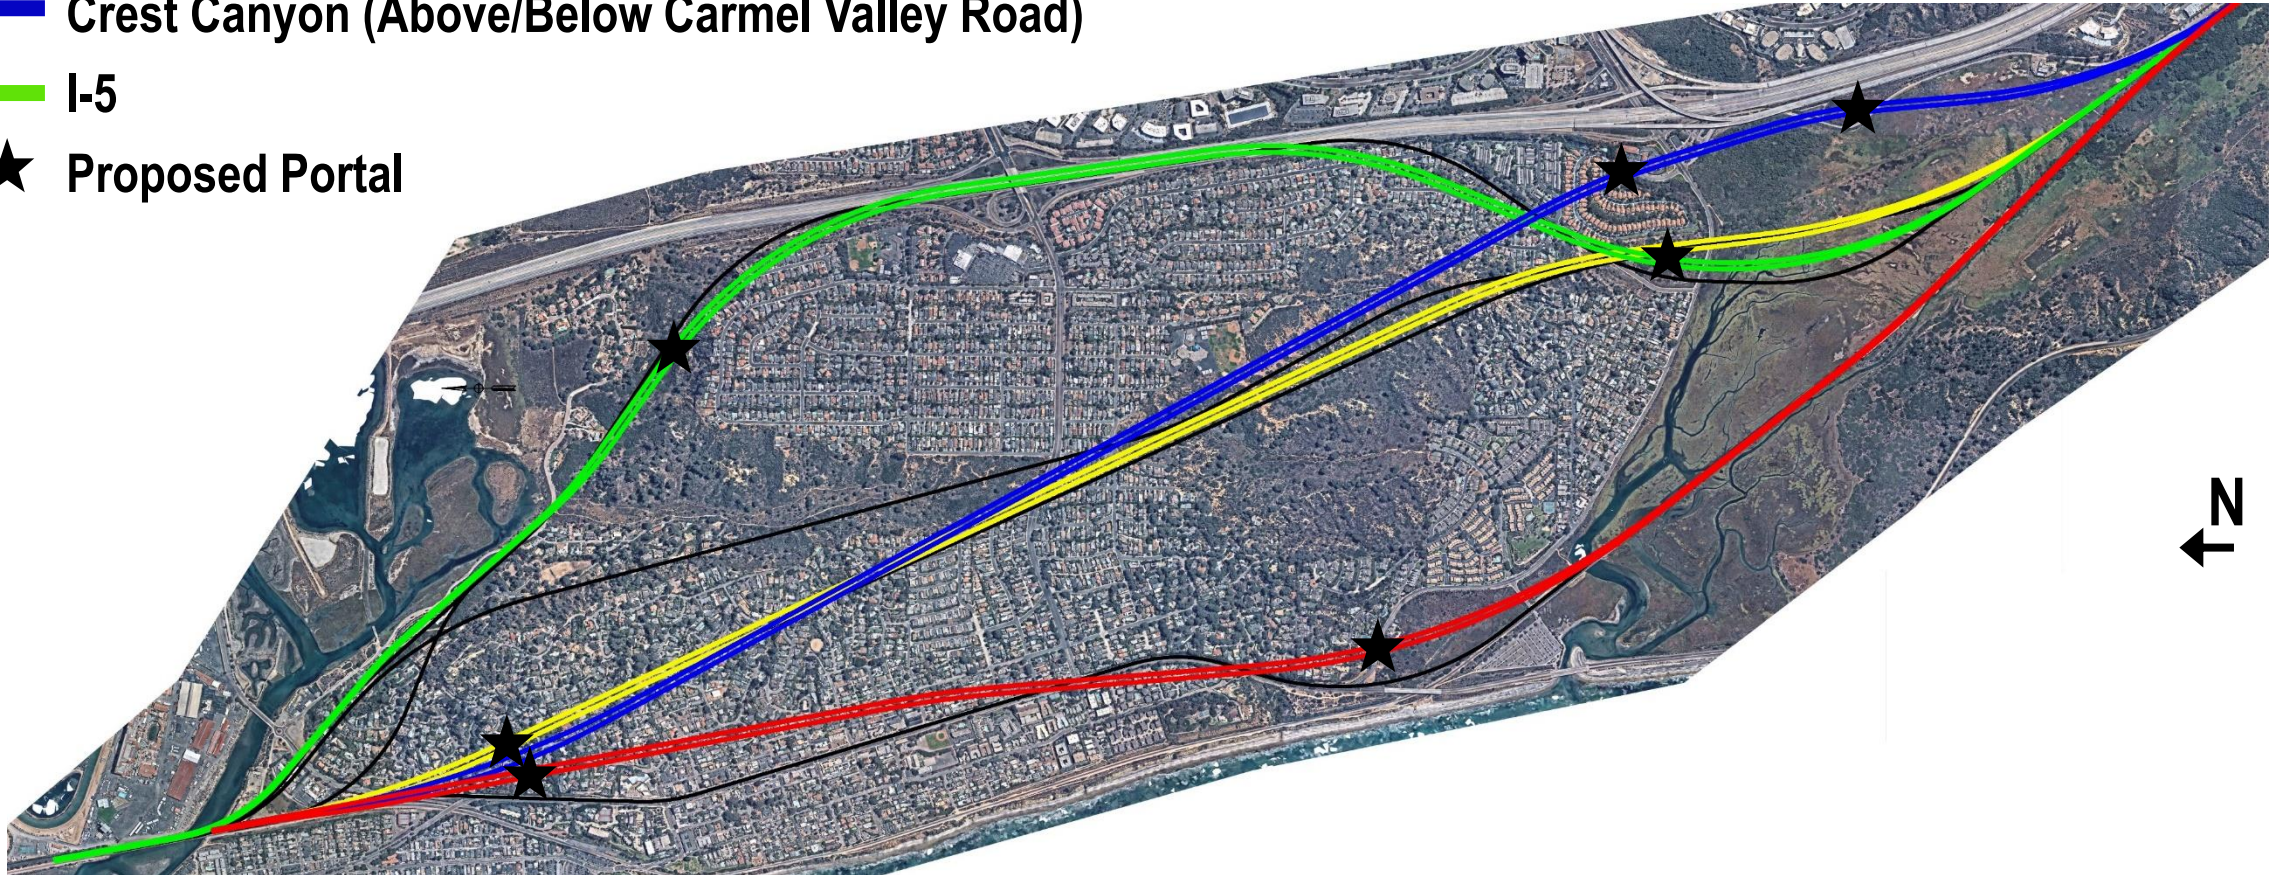 Crest Canyon (Above/Below Carmel Valley Road)
I-5
Proposed Portal
N